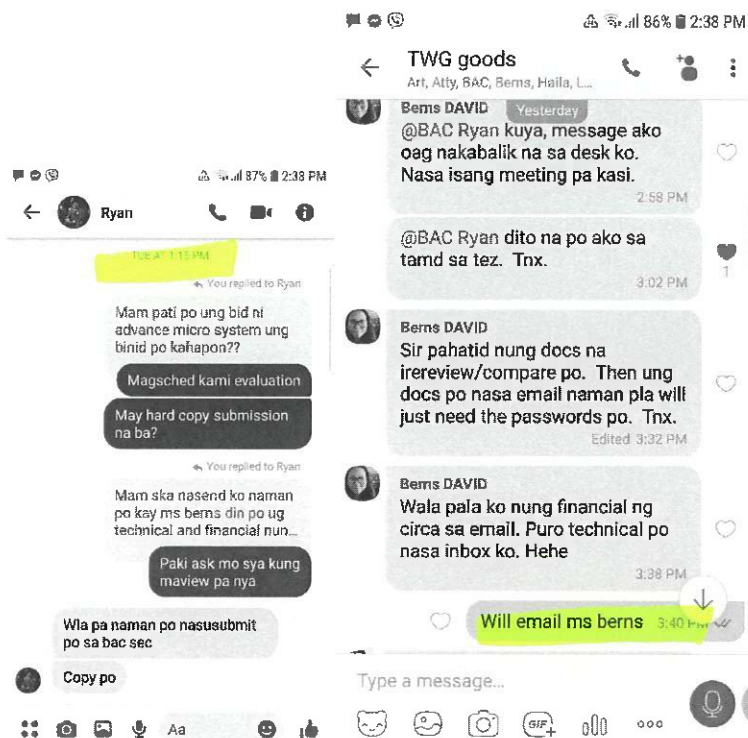 87% 2:38 PM
Ryan
TUE AT 1:15 PM
You replied to Ryan
Mam pati po ung bid ni
advance micro system ung
binid po kahapon??
Magsched kami evaluation
May hard copy submission
na ba?
You replied to Ryan
Mam ska nasend ko naman
po kay ms berns din po ug
technical and financial nun...
Paki ask mo sya kung
maview pa nya
Wla pa naman po nasusubmit
po sa bac sec
Copy po
Aa
86% 2:38 PM
TWG goods
Art, Atty, BAC, Berns, Haila, L...
Berns DAVID
Yesterday
@BAC Ryan kuya, message ako
oag nakabalik na sa desk ko.
Nasa isang meeting pa kasi.
2:58 PM
@BAC Ryan dito na po ako sa
tamd sa tez. Tnx.
3:02 PM
1
Berns DAVID
Sir pahatid nung docs na
irereview/compare po. Then ung
docs po nasa email naman pla will
just need the passwords po. Tnx.
Edited 3:32 PM
Berns DAVID
Wala pala ko nung financial ng
circa sa email. Puro technical po
nasa inbox ko. Hehe
3:38 PM
Will email ms berns 3:40 PM
Type a message...
GIF